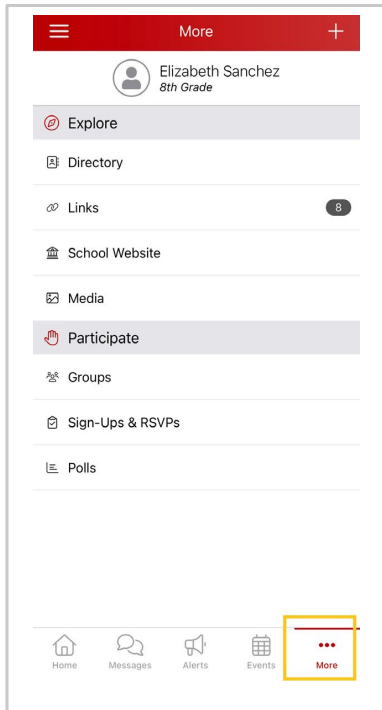 More
Elizabeth Sanchez
8th Grade
Explore
Directory
Links 8
School Website
Media
Participate
Groups
Sign-Ups & RSVPs
Polls
Home Messages Alerts Events More